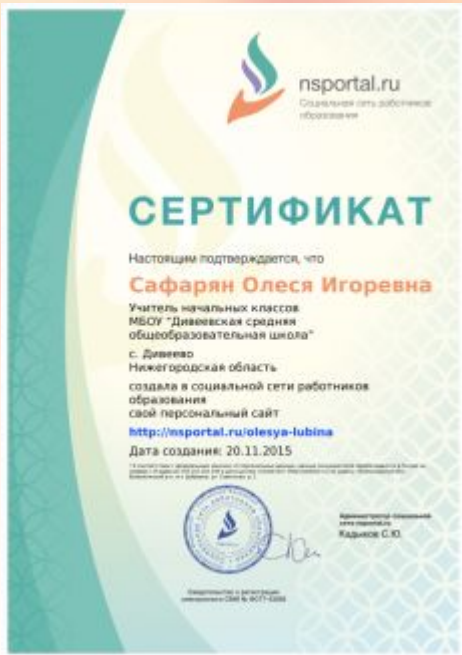 nsportal.ru
Социальная сеть работников
образования
СЕРТИФИКАТ
Настоящим подтверждается, что
Сафарян Олеся Игоревна
Учитель начальных классов
МБОУ "Дивеевская средняя
общеобразовательная школа"
с. Дивеево
Нижегородская область
создала в социальной сети работников
образования
свой персональный сайт
http://nsportal.ru/olesya-lubina
Дата создания: 20.11.2015
Администратор социальной
сети nsportal.ru
Кадыков С.Ю.
Свидетельство о регистрации